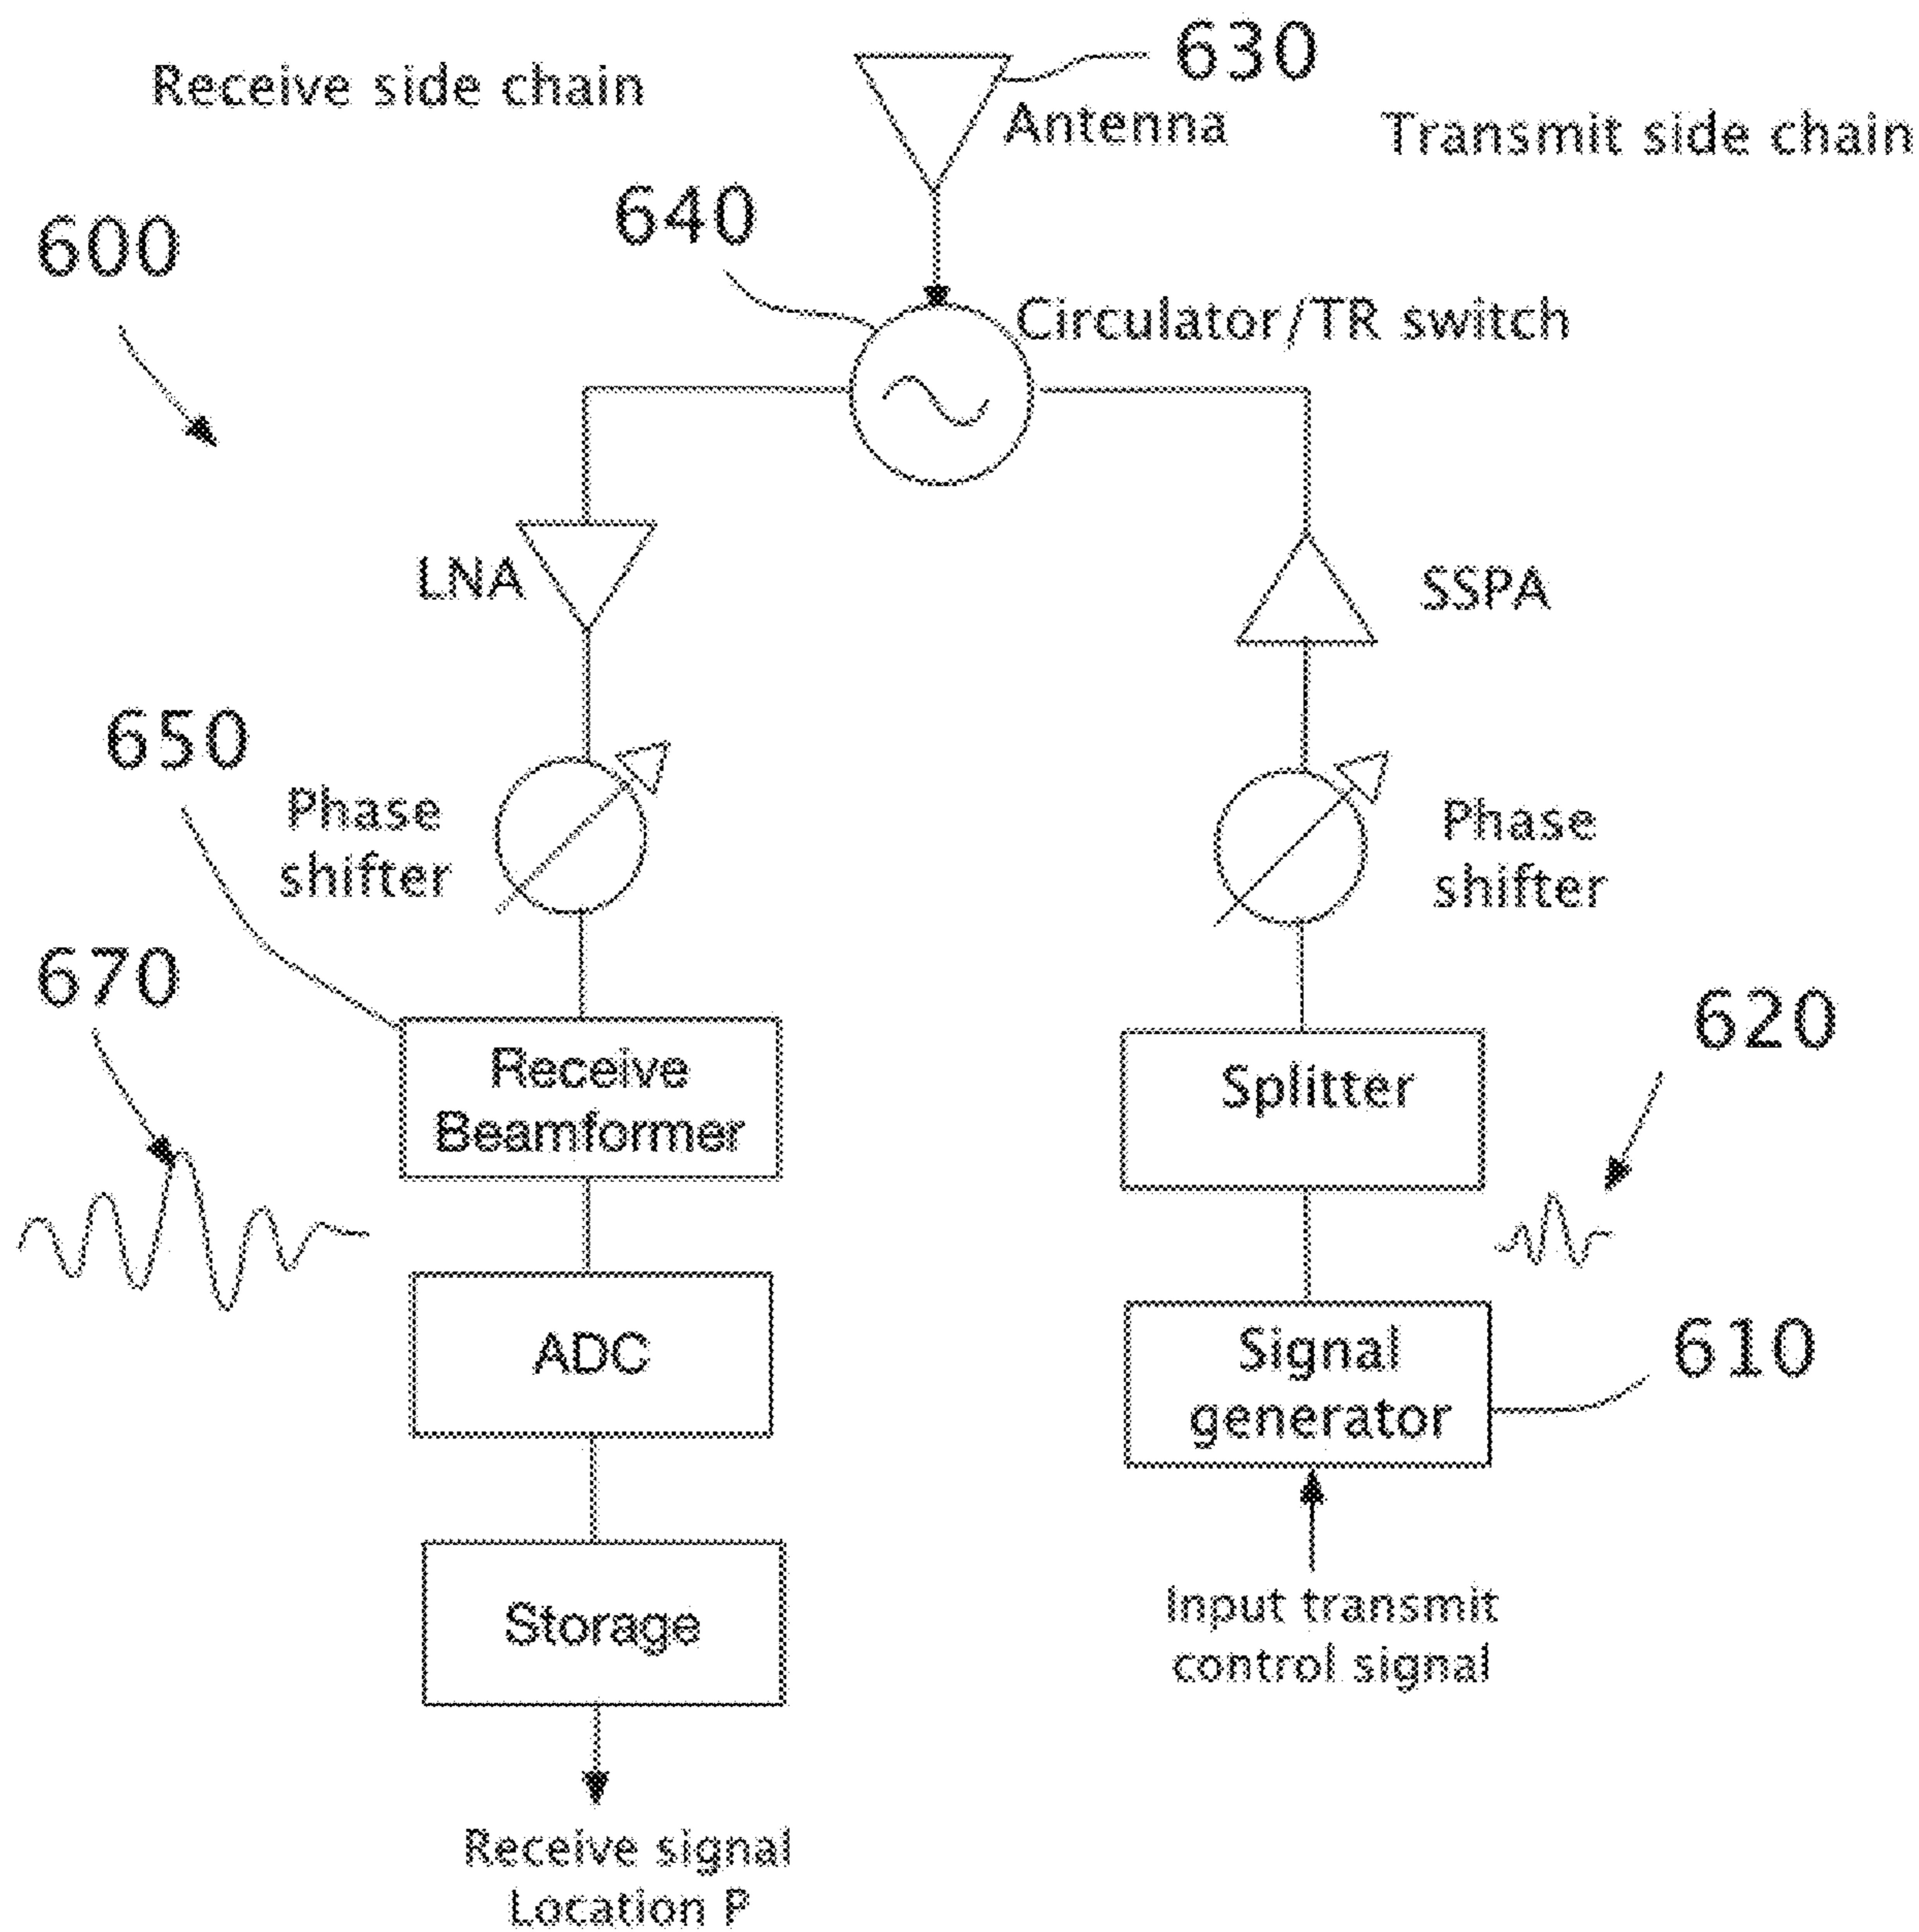 630
Receive side chain
Antenna
Transmit side chain
640
600
Circulator/TR switch
LNA
SSPA
650
Phase
shifter
Phase
shifter
670
620
Receive
Beamformer
Splitter
610
ADC
Signal
generator
Storage
Input transmit
control signal
Receive signal
Location P